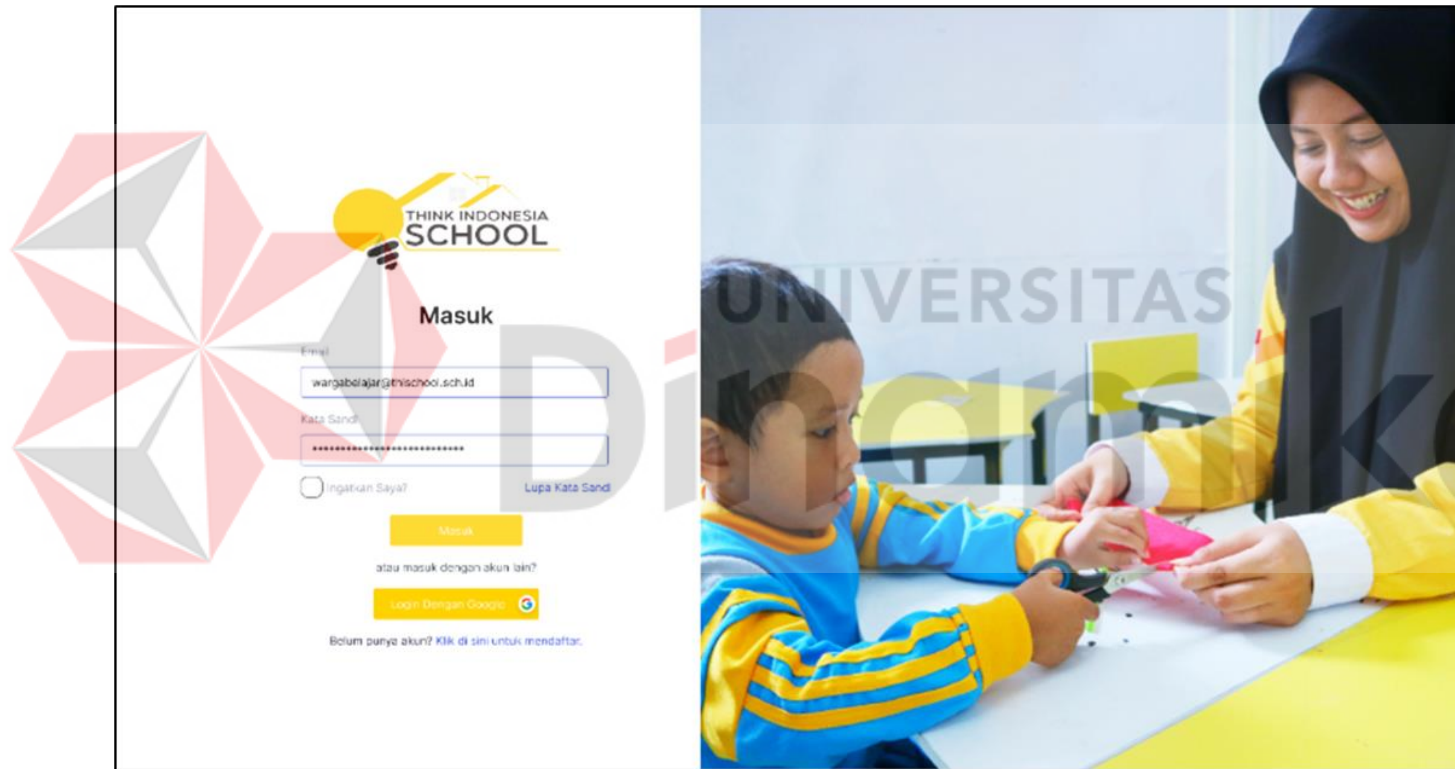 THINK INDONESIA
SCHOOL
Masuk
Email
wargabelajar@thischool.sch.id
Kata Sandi
Ingatkan Saya?
Lupa Kata Sandi
Masuk
atau masuk dengan akun lain?
Login Dengan Google
Belum punya akun? Klik di sini untuk mendaftar.
UNIVERSITAS
Dinamik